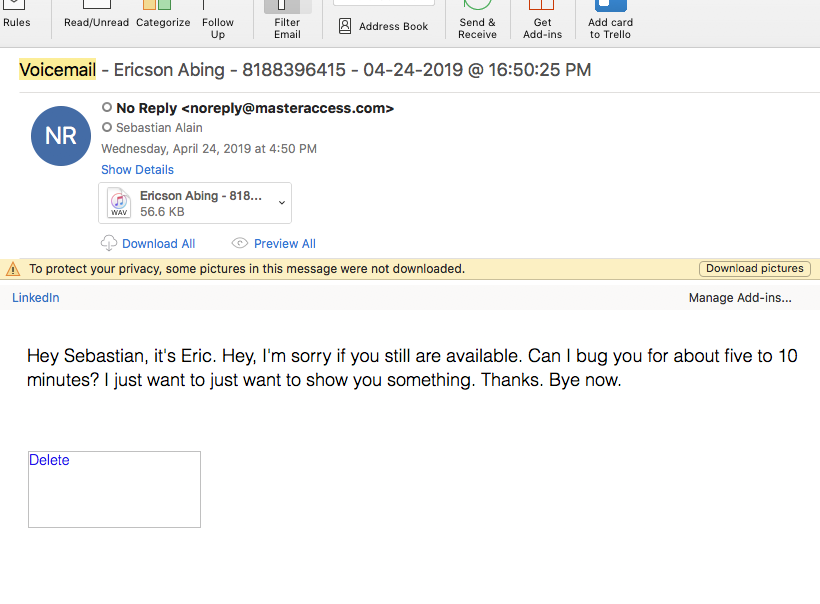 Rules
Read/Unread
Categorize
Follow
Up
Filter
Email
Address Book
Send &
Receive
Get
Add-ins
Add card
to Trello
Voicemail - Ericson Abing - 8188396415 - 04-24-2019 @ 16:50:25 PM
NR
No Reply <noreply@masteraccess.com>
Sebastian Alain
Wednesday, April 24, 2019 at 4:50 PM
Show Details
WAV
Ericson Abing - 818...
56.6 KB
Download All
Preview All
To protect your privacy, some pictures in this message were not downloaded.
Download pictures
LinkedIn
Manage Add-ins...
Hey Sebastian, it's Eric. Hey, I'm sorry if you still are available. Can I bug you for about five to 10
minutes? I just want to just want to show you something. Thanks. Bye now.
Delete